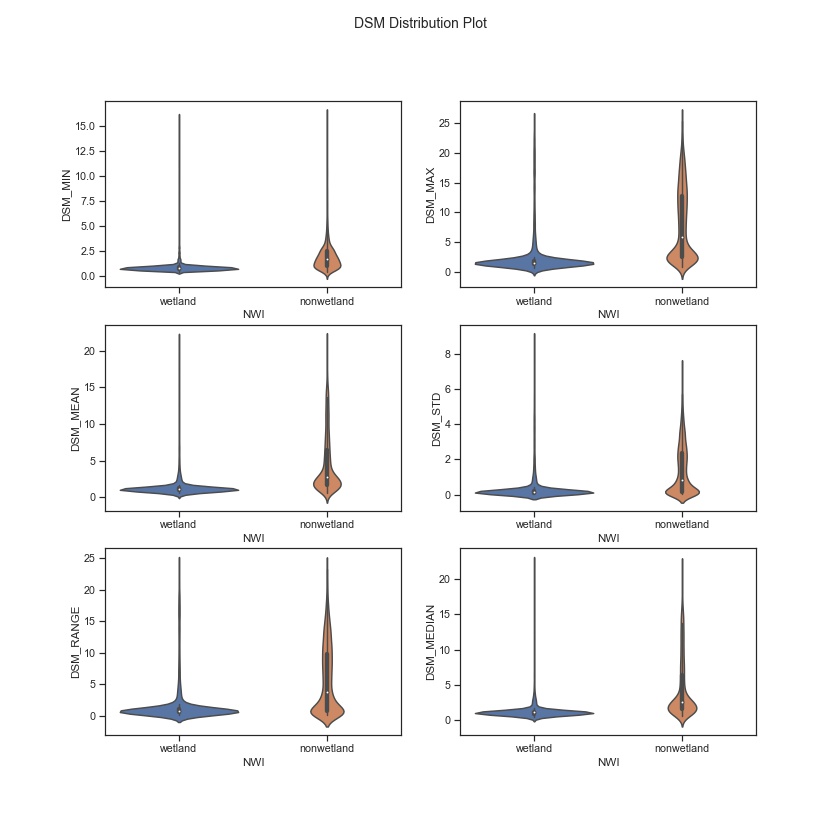 DSM Distribution Plot
15.0
12.5
10.0
7.5
5.0
2.5
0.0
DSM_MIN
wetland nonwetland
NWI
25
20
15
10
5
0
DSM_MAX
wetland nonwetland
NWI
20
15
10
5
0
DSM_MEAN
wetland nonwetland
NWI
8
6
4
2
0
DSM_STD
wetland nonwetland
NWI
25
20
15
10
5
0
DSM_RANGE
wetland nonwetland
NWI
20
15
10
5
0
DSM_MEDIAN
wetland nonwetland
NWI